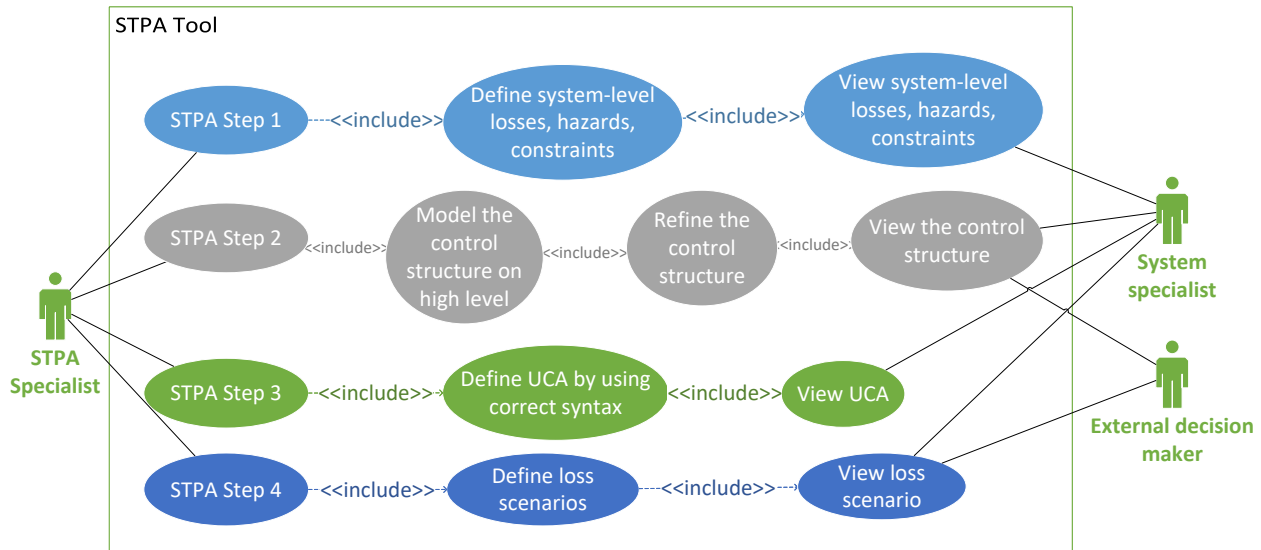 STPA Tool
STPA Step 1
<<include>>
Define system-level
losses, hazards,
constraints
<<include>>
View system-level
losses, hazards,
constraints
STPA Step 2
<<include>>
Model the
control
structure on
high level
<<include>>
Refine the
control
structure
<<include>>
View the control
structure
System
specialist
STPA
Specialist
STPA Step 3
<<include>>
Define UCA by using
correct syntax
<<include>>
View UCA
External decision
maker
STPA Step 4
<<include>>
Define loss
scenarios
<<include>>
View loss
scenario